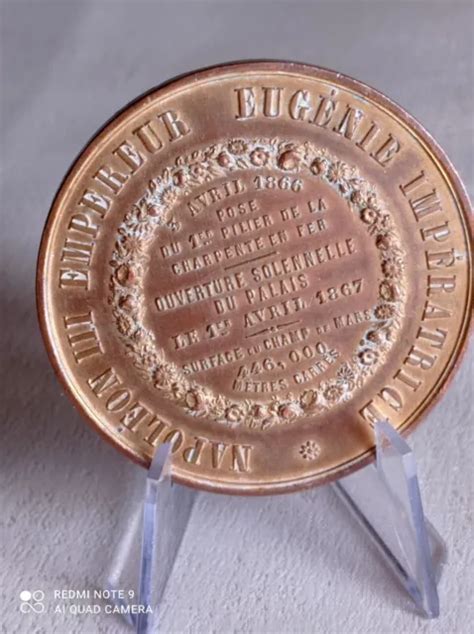 NAPOLÉON III EMPEREUR EUGÉNIE IMPÉRATRICE
3 AVRIL 1866
POSE
DU 1ER PILIER DE LA
CHARPENTE EN FER
OUVERTURE SOLENNELLE
DU PALAIS
LE 1ER AVRIL 1867
SURFACE DU CHAMP DE MARS
446.000
MÈTRES CARRÉS
REDMI NOTE 9
AI QUAD CAMERA